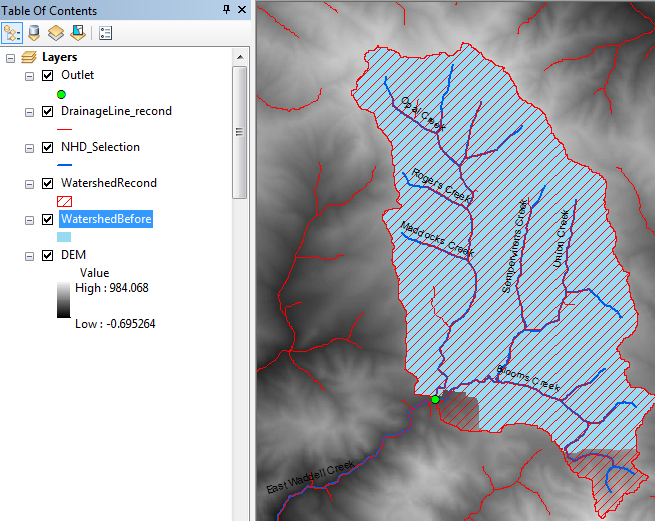 Table Of Contents
Layers
Outlet
DrainageLine_recond
NHD_Selection
WatershedRecond
WatershedBefore
DEM
Value
High : 984.068
Low : -0.695264
Opal Creek
Rogers Creek
Maddocks Creek
Sempervirens Creek
Union Creek
Blooms Creek
East Waddell Creek